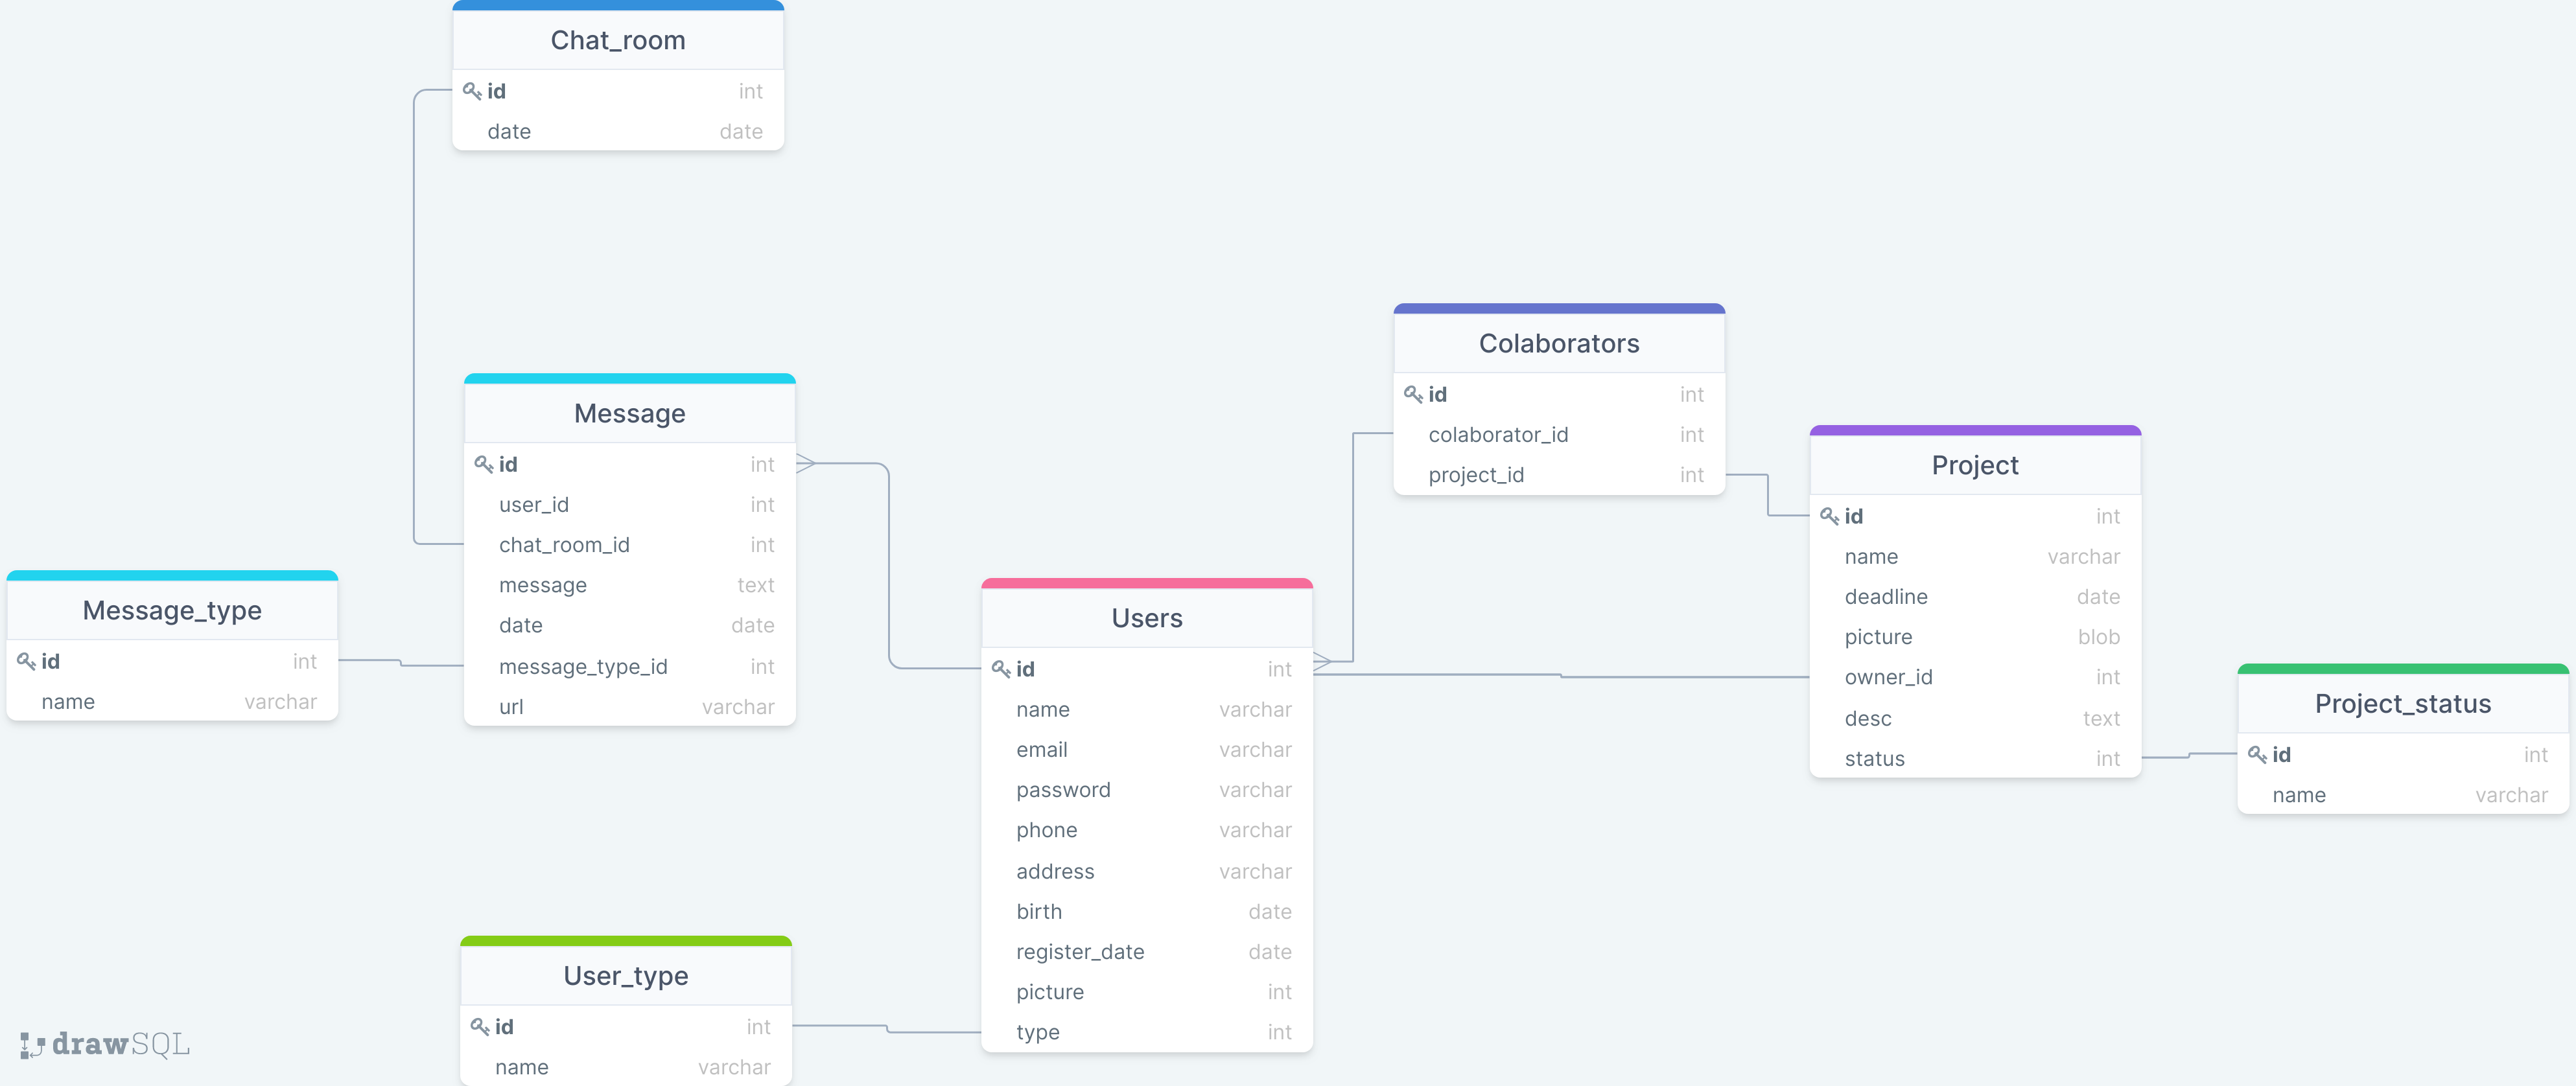 Chat_room
id int
date date
Message
id int
user_id int
chat_room_id int
message text
date date
message_type_id int
url varchar
Message_type
id int
name varchar
User_type
id int
name varchar
Users
id int
name varchar
email varchar
password varchar
phone varchar
address varchar
birth date
register_date date
picture int
type int
Colaborators
id int
colaborator_id int
project_id int
Project
id int
name varchar
deadline date
picture blob
owner_id int
desc text
status int
Project_status
id int
name varchar
drawSQL